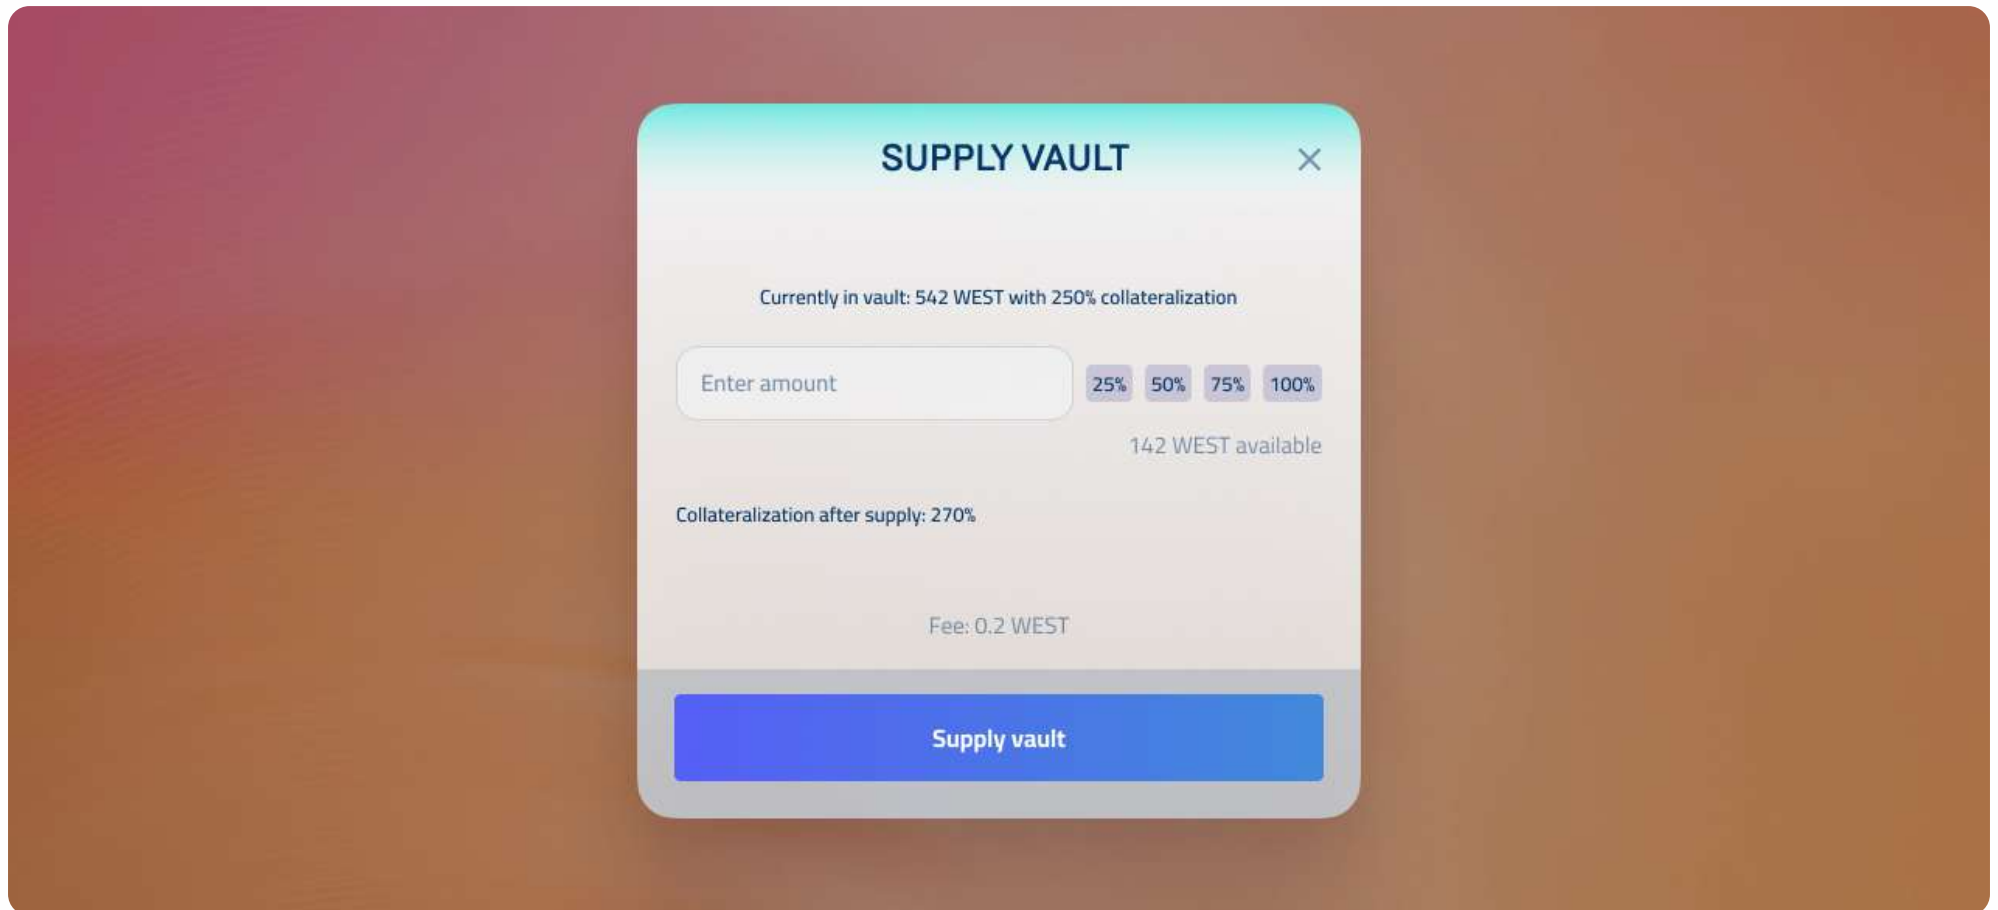 SUPPLY VAULT
Currently in vault: 542 WEST with 250% collateralization
Enter amount
25% 50% 75% 100%
142 WEST available
Collateralization after supply: 270%
Fee: 0.2 WEST
Supply vault